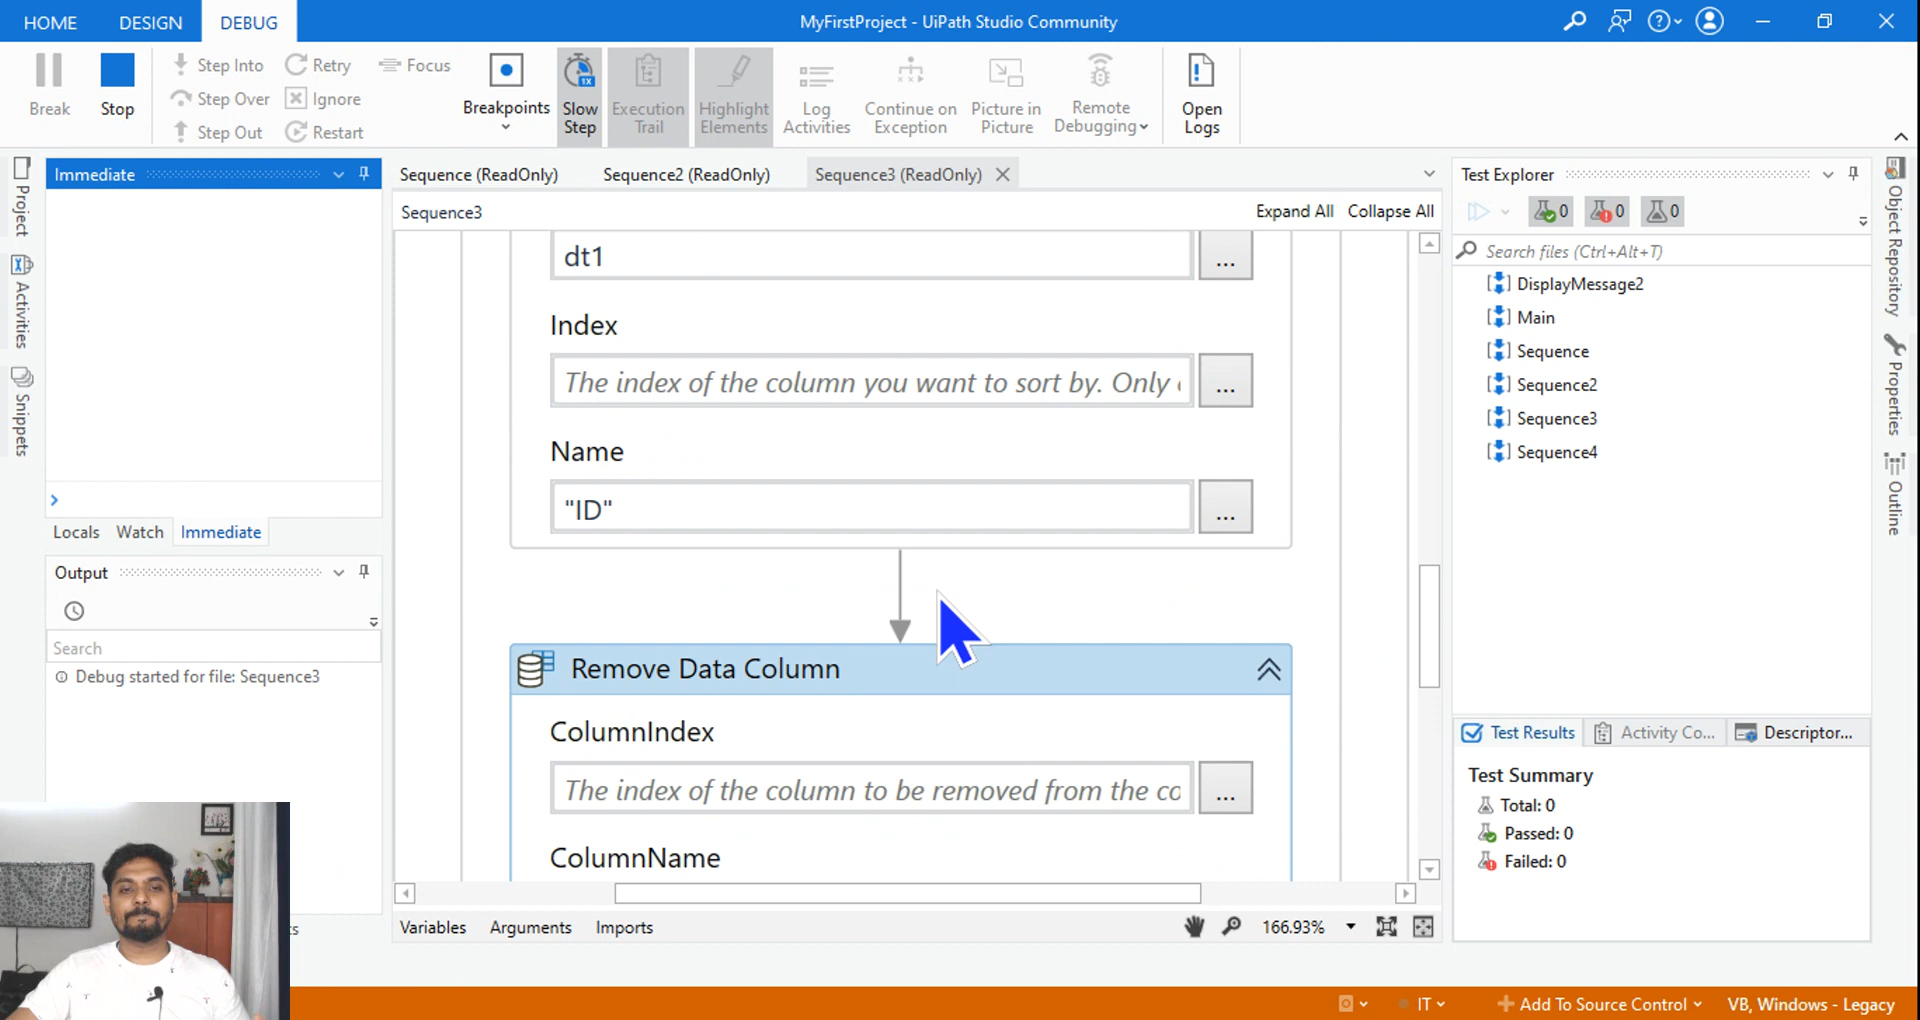 HOME DESIGN DEBUG MyFirstProject - UiPath Studio Community
Break Stop Step Into Step Over Step Out Retry Ignore Restart Focus Breakpoints Slow Step 1X Execution Trail Highlight Elements Log Activities Continue on Exception Picture in Picture Remote Debugging Open Logs
Project
Activities
Snippets
Immediate
Locals Watch Immediate
Output
Search
Debug started for file: Sequence3
Sequence (ReadOnly) Sequence2 (ReadOnly) Sequence3 (ReadOnly)
Sequence3 Expand All Collapse All
dt1 ...
Index
The index of the column you want to sort by. Only ...
Name
"ID" ...
Remove Data Column
ColumnIndex
The index of the column to be removed from the co ...
ColumnName
Variables Arguments Imports 166.93%
Test Explorer
0 0 0
Search files (Ctrl+Alt+T)
DisplayMessage2
Main
Sequence
Sequence2
Sequence3
Sequence4
Test Results Activity Co... Descriptor...
Test Summary
Total: 0
Passed: 0
Failed: 0
Object Repository
Properties
Outline
IT Add To Source Control VB, Windows - Legacy